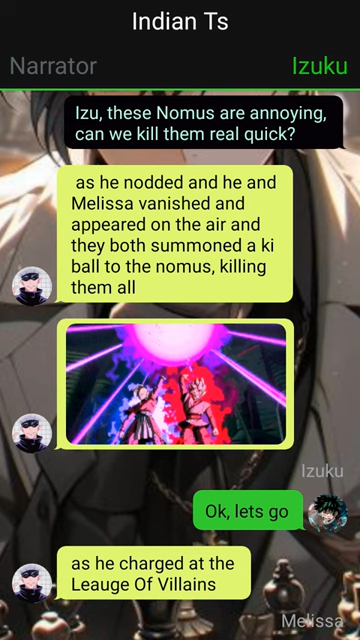 Indian Ts
Narrator
Izuku
Izu, these Nomus are annoying,
can we kill them real quick?
as he nodded and he and
Melissa vanished and
appeared on the air and
they both summoned a ki
ball to the nomus, killing
them all
Izuku
Ok, lets go
as he charged at the
Leauge Of Villains
Melissa